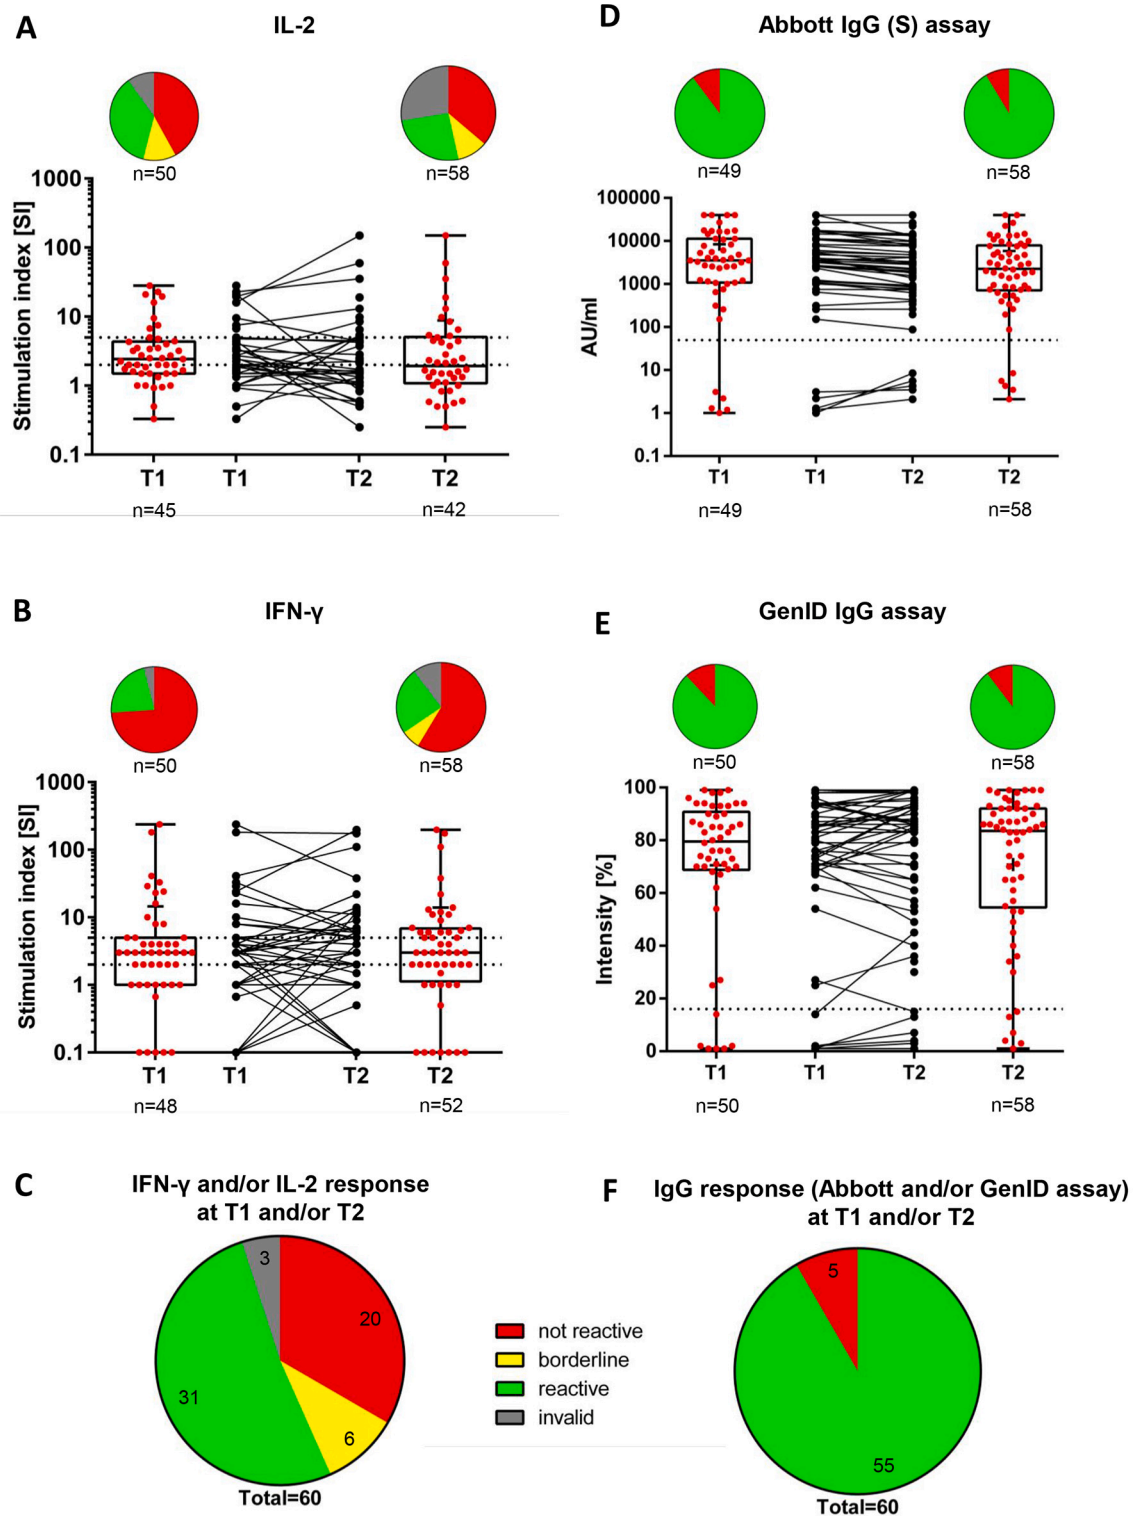 A
IL-2
n=50
n=58
Stimulation index [SI]
1000
100
10
1
0.1
T1
T1
T2
T2
n=45
n=42
D
Abbott IgG (S) assay
n=49
n=58
AU/ml
100000
10000
1000
100
10
1
0.1
T1
T1
T2
T2
n=49
n=58
B
IFN-γ
n=50
n=58
Stimulation index [SI]
1000
100
10
1
0.1
T1
T1
T2
T2
n=48
n=52
E
GenID IgG assay
n=50
n=58
Intensity [%]
100
80
60
40
20
0
T1
T1
T2
T2
n=50
n=58
C
IFN-γ and/or IL-2 response
at T1 and/or T2
3
20
31
6
Total=60
not reactive
borderline
reactive
invalid
F
IgG response (Abbott and/or GenID assay)
at T1 and/or T2
5
55
Total=60